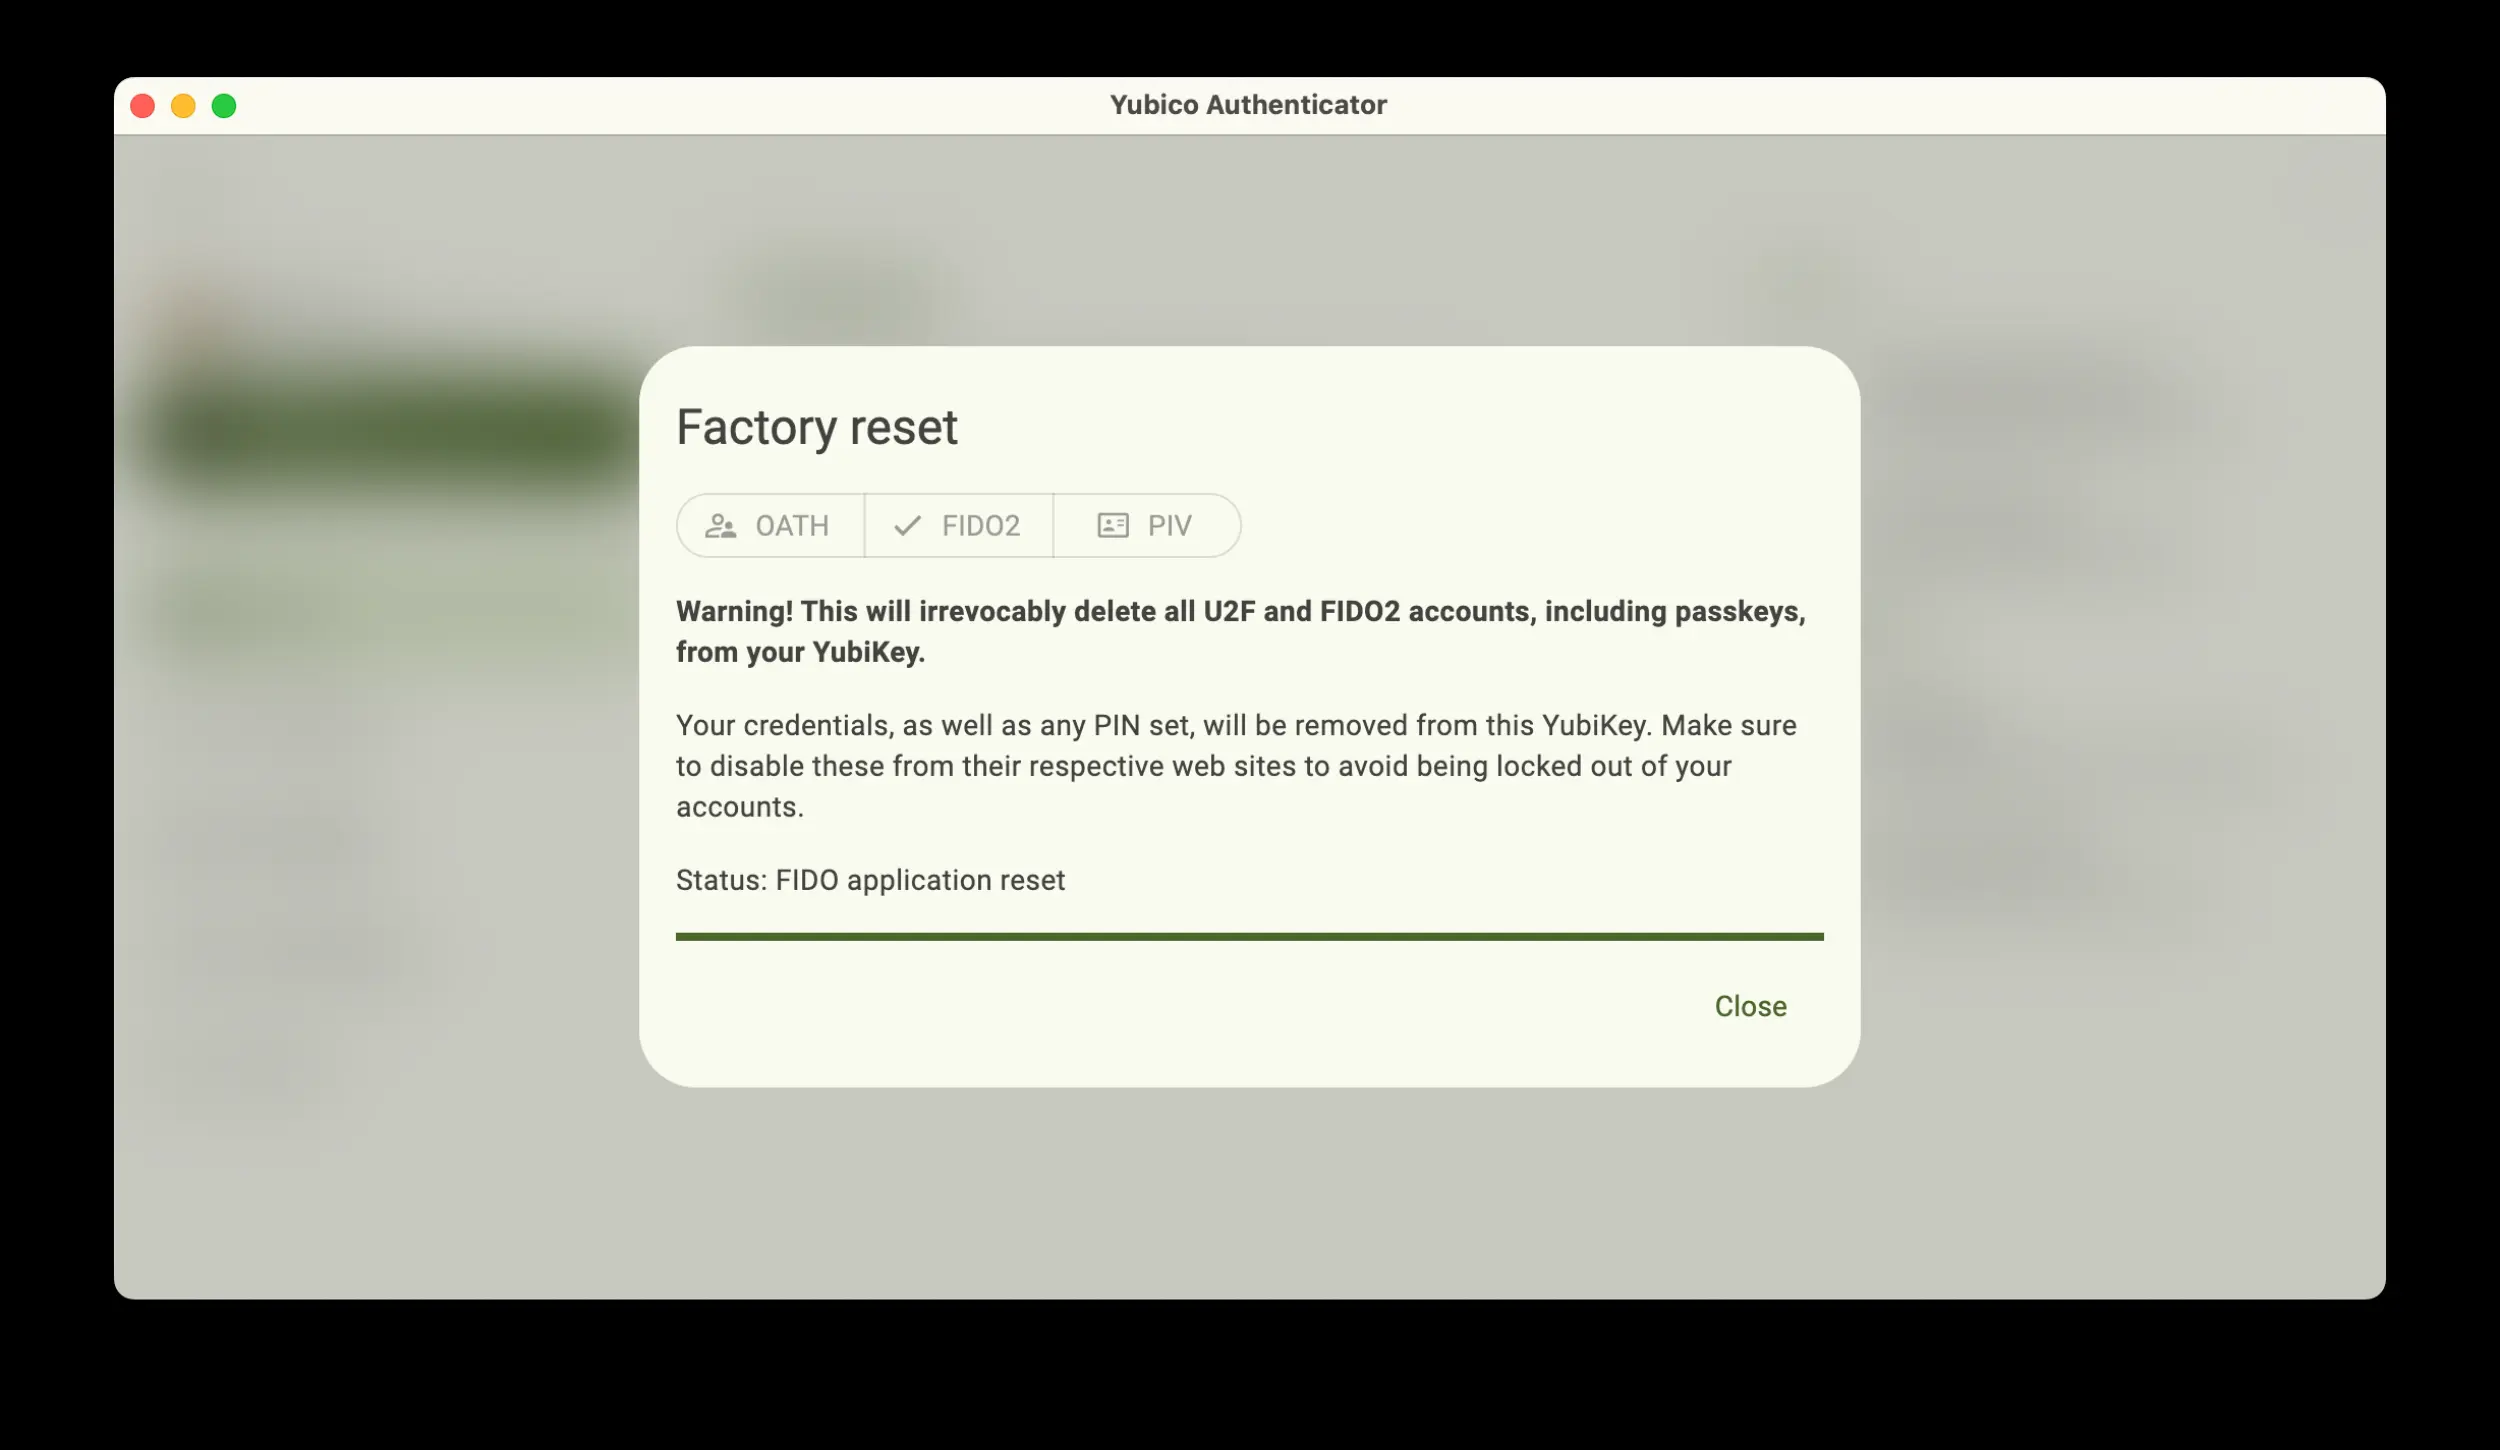 Yubico Authenticator
Factory reset
OATH
FIDO2
PIV
Warning! This will irrevocably delete all U2F and FIDO2 accounts, including passkeys,
from your YubiKey.
Your credentials, as well as any PIN set, will be removed from this YubiKey. Make sure
to disable these from their respective web sites to avoid being locked out of your
accounts.
Status: FIDO application reset
Close